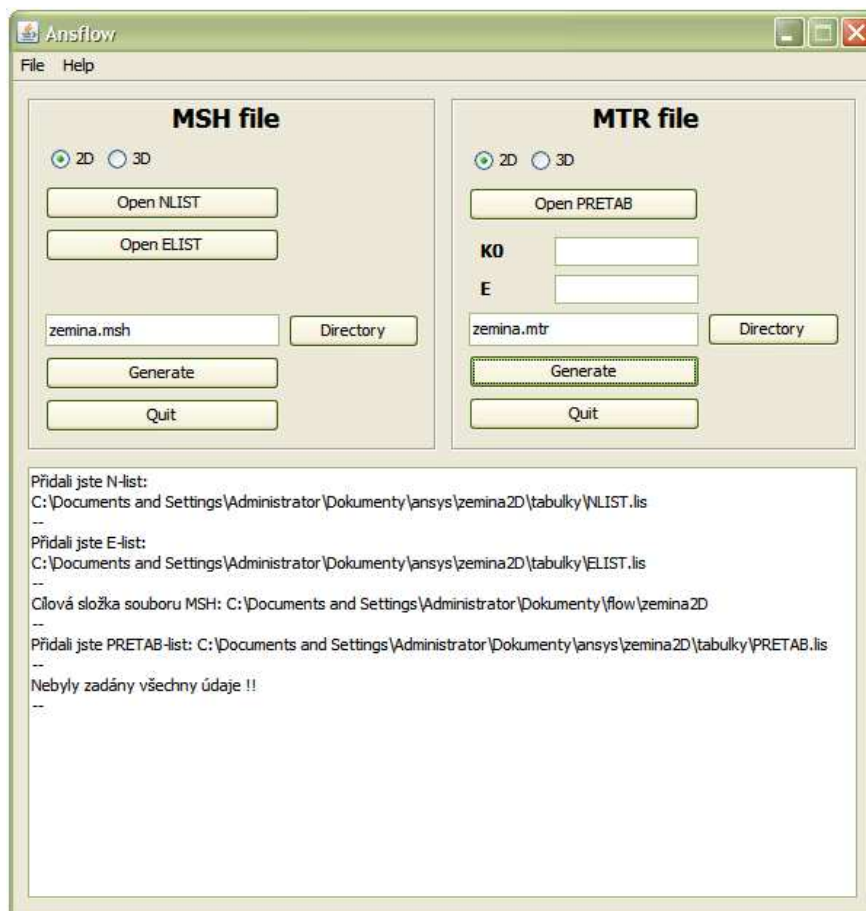 Ansflow
File Help
MSH file
2D 3D
Open NLIST
Open ELIST
zemina.msh Directory
Generate
Quit
MTR file
2D 3D
Open PRETAB
K0
E
zemina.mtr Directory
Generate
Quit
Přidali jste N-list:
C:\Documents and Settings\Administrator\Dokumenty\ansys\zemina2D\tabulky\NLIST.lis
--
Přidali jste E-list:
C:\Documents and Settings\Administrator\Dokumenty\ansys\zemina2D\tabulky\ELIST.lis
--
Cílová složka souboru MSH: C:\Documents and Settings\Administrator\Dokumenty\flow\zemina2D
--
Přidali jste PRETAB-list: C:\Documents and Settings\Administrator\Dokumenty\ansys\zemina2D\tabulky\PRETAB.lis
--
Nebyly zadány všechny údaje !!
--